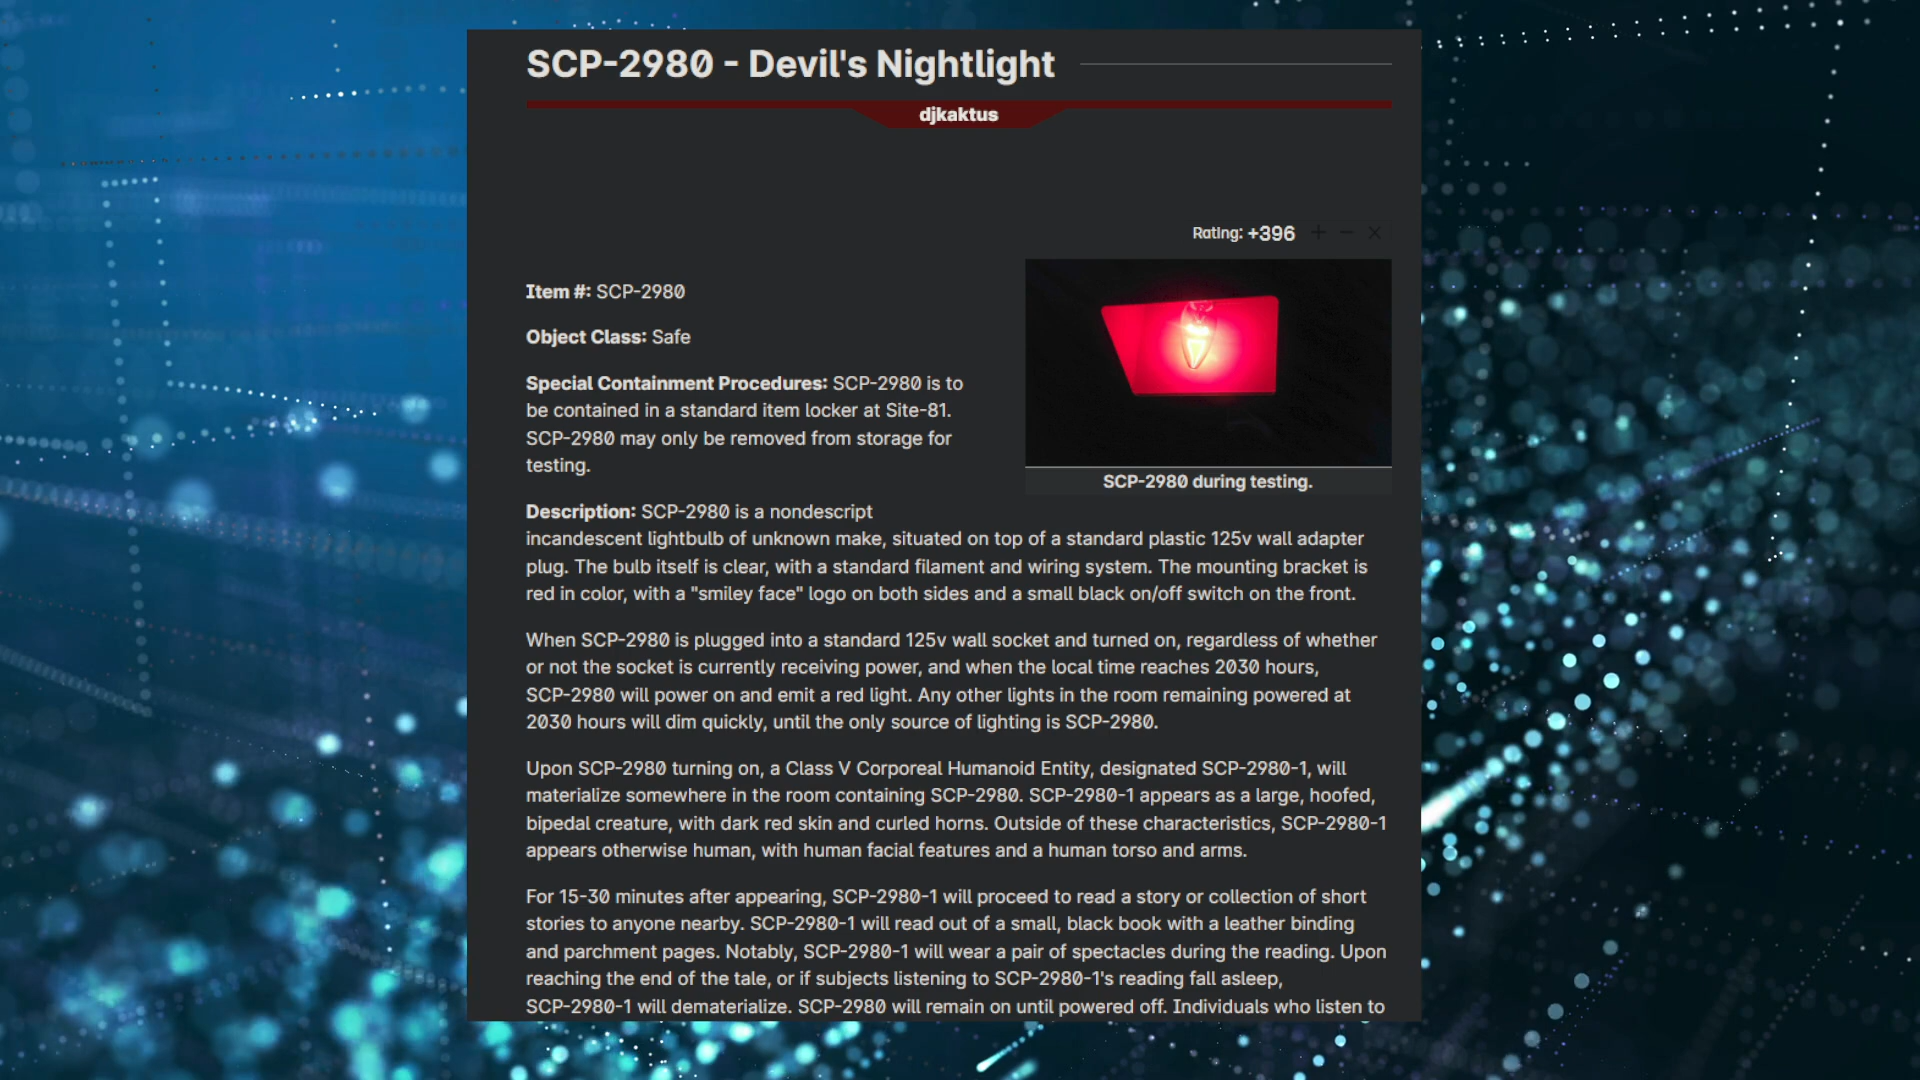 SCP-2980 - Devil's Nightlight
djkaktus
Rating: +396 + − ×
Item #: SCP-2980
Object Class: Safe
Special Containment Procedures: SCP-2980 is to
be contained in a standard item locker at Site-81.
SCP-2980 may only be removed from storage for
testing.
SCP-2980 during testing.
Description: SCP-2980 is a nondescript
incandescent lightbulb of unknown make, situated on top of a standard plastic 125v wall adapter
plug. The bulb itself is clear, with a standard filament and wiring system. The mounting bracket is
red in color, with a "smiley face" logo on both sides and a small black on/off switch on the front.
When SCP-2980 is plugged into a standard 125v wall socket and turned on, regardless of whether
or not the socket is currently receiving power, and when the local time reaches 2030 hours,
SCP-2980 will power on and emit a red light. Any other lights in the room remaining powered at
2030 hours will dim quickly, until the only source of lighting is SCP-2980.
Upon SCP-2980 turning on, a Class V Corporeal Humanoid Entity, designated SCP-2980-1, will
materialize somewhere in the room containing SCP-2980. SCP-2980-1 appears as a large, hoofed,
bipedal creature, with dark red skin and curled horns. Outside of these characteristics, SCP-2980-1
appears otherwise human, with human facial features and a human torso and arms.
For 15-30 minutes after appearing, SCP-2980-1 will proceed to read a story or collection of short
stories to anyone nearby. SCP-2980-1 will read out of a small, black book with a leather binding
and parchment pages. Notably, SCP-2980-1 will wear a pair of spectacles during the reading. Upon
reaching the end of the tale, or if subjects listening to SCP-2980-1's reading fall asleep,
SCP-2980-1 will dematerialize. SCP-2980 will remain on until powered off. Individuals who listen to